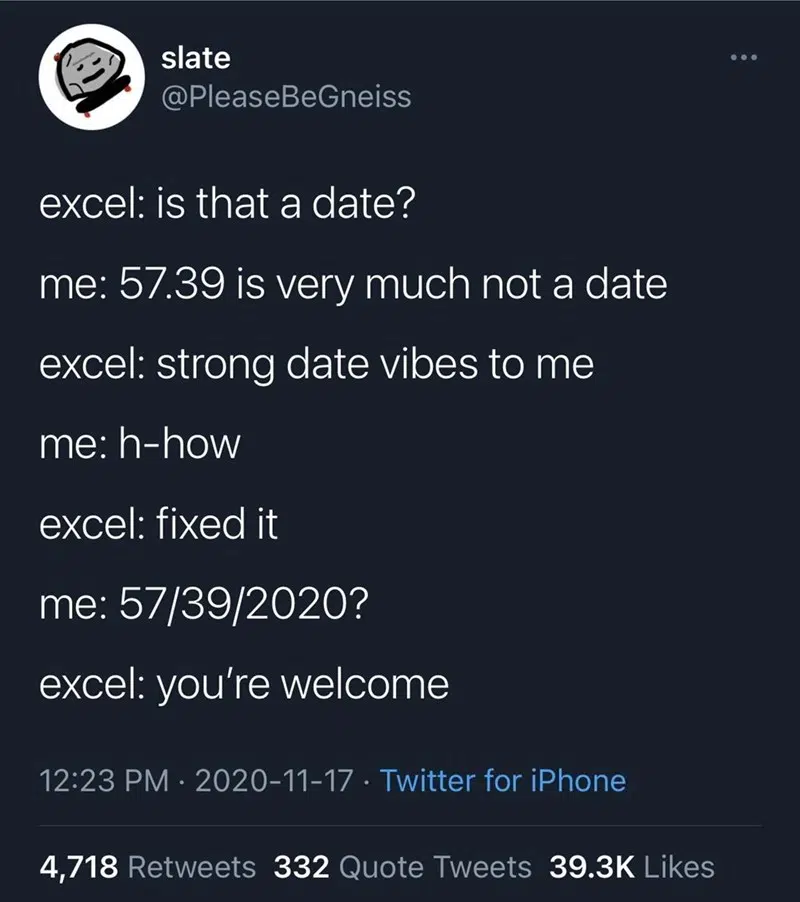 slate
@PleaseBeGneiss
excel: is that a date?
me: 57.39 is very much not a date
excel: strong date vibes to me
me: h-how
excel: fixed it
me: 57/39/2020?
excel: you’re welcome
12:23 PM · 2020-11-17 · Twitter for iPhone
4,718 Retweets 332 Quote Tweets 39.3K Likes